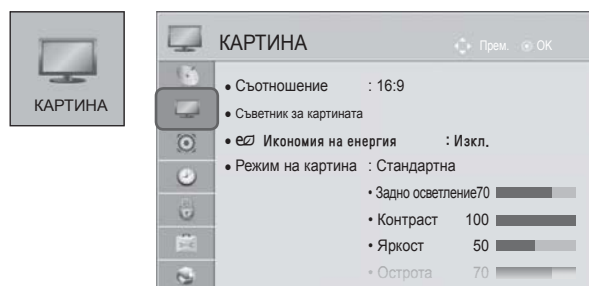 КАРТИНА
КАРТИНА
Прем. OK
• Съотношение : 16:9
• Съветник за картината
• Икономия на енергия : Изкл.
• Режим на картина : Стандартна
• Задно осветление70
• Контраст 100
• Яркост 50
• Острота 70